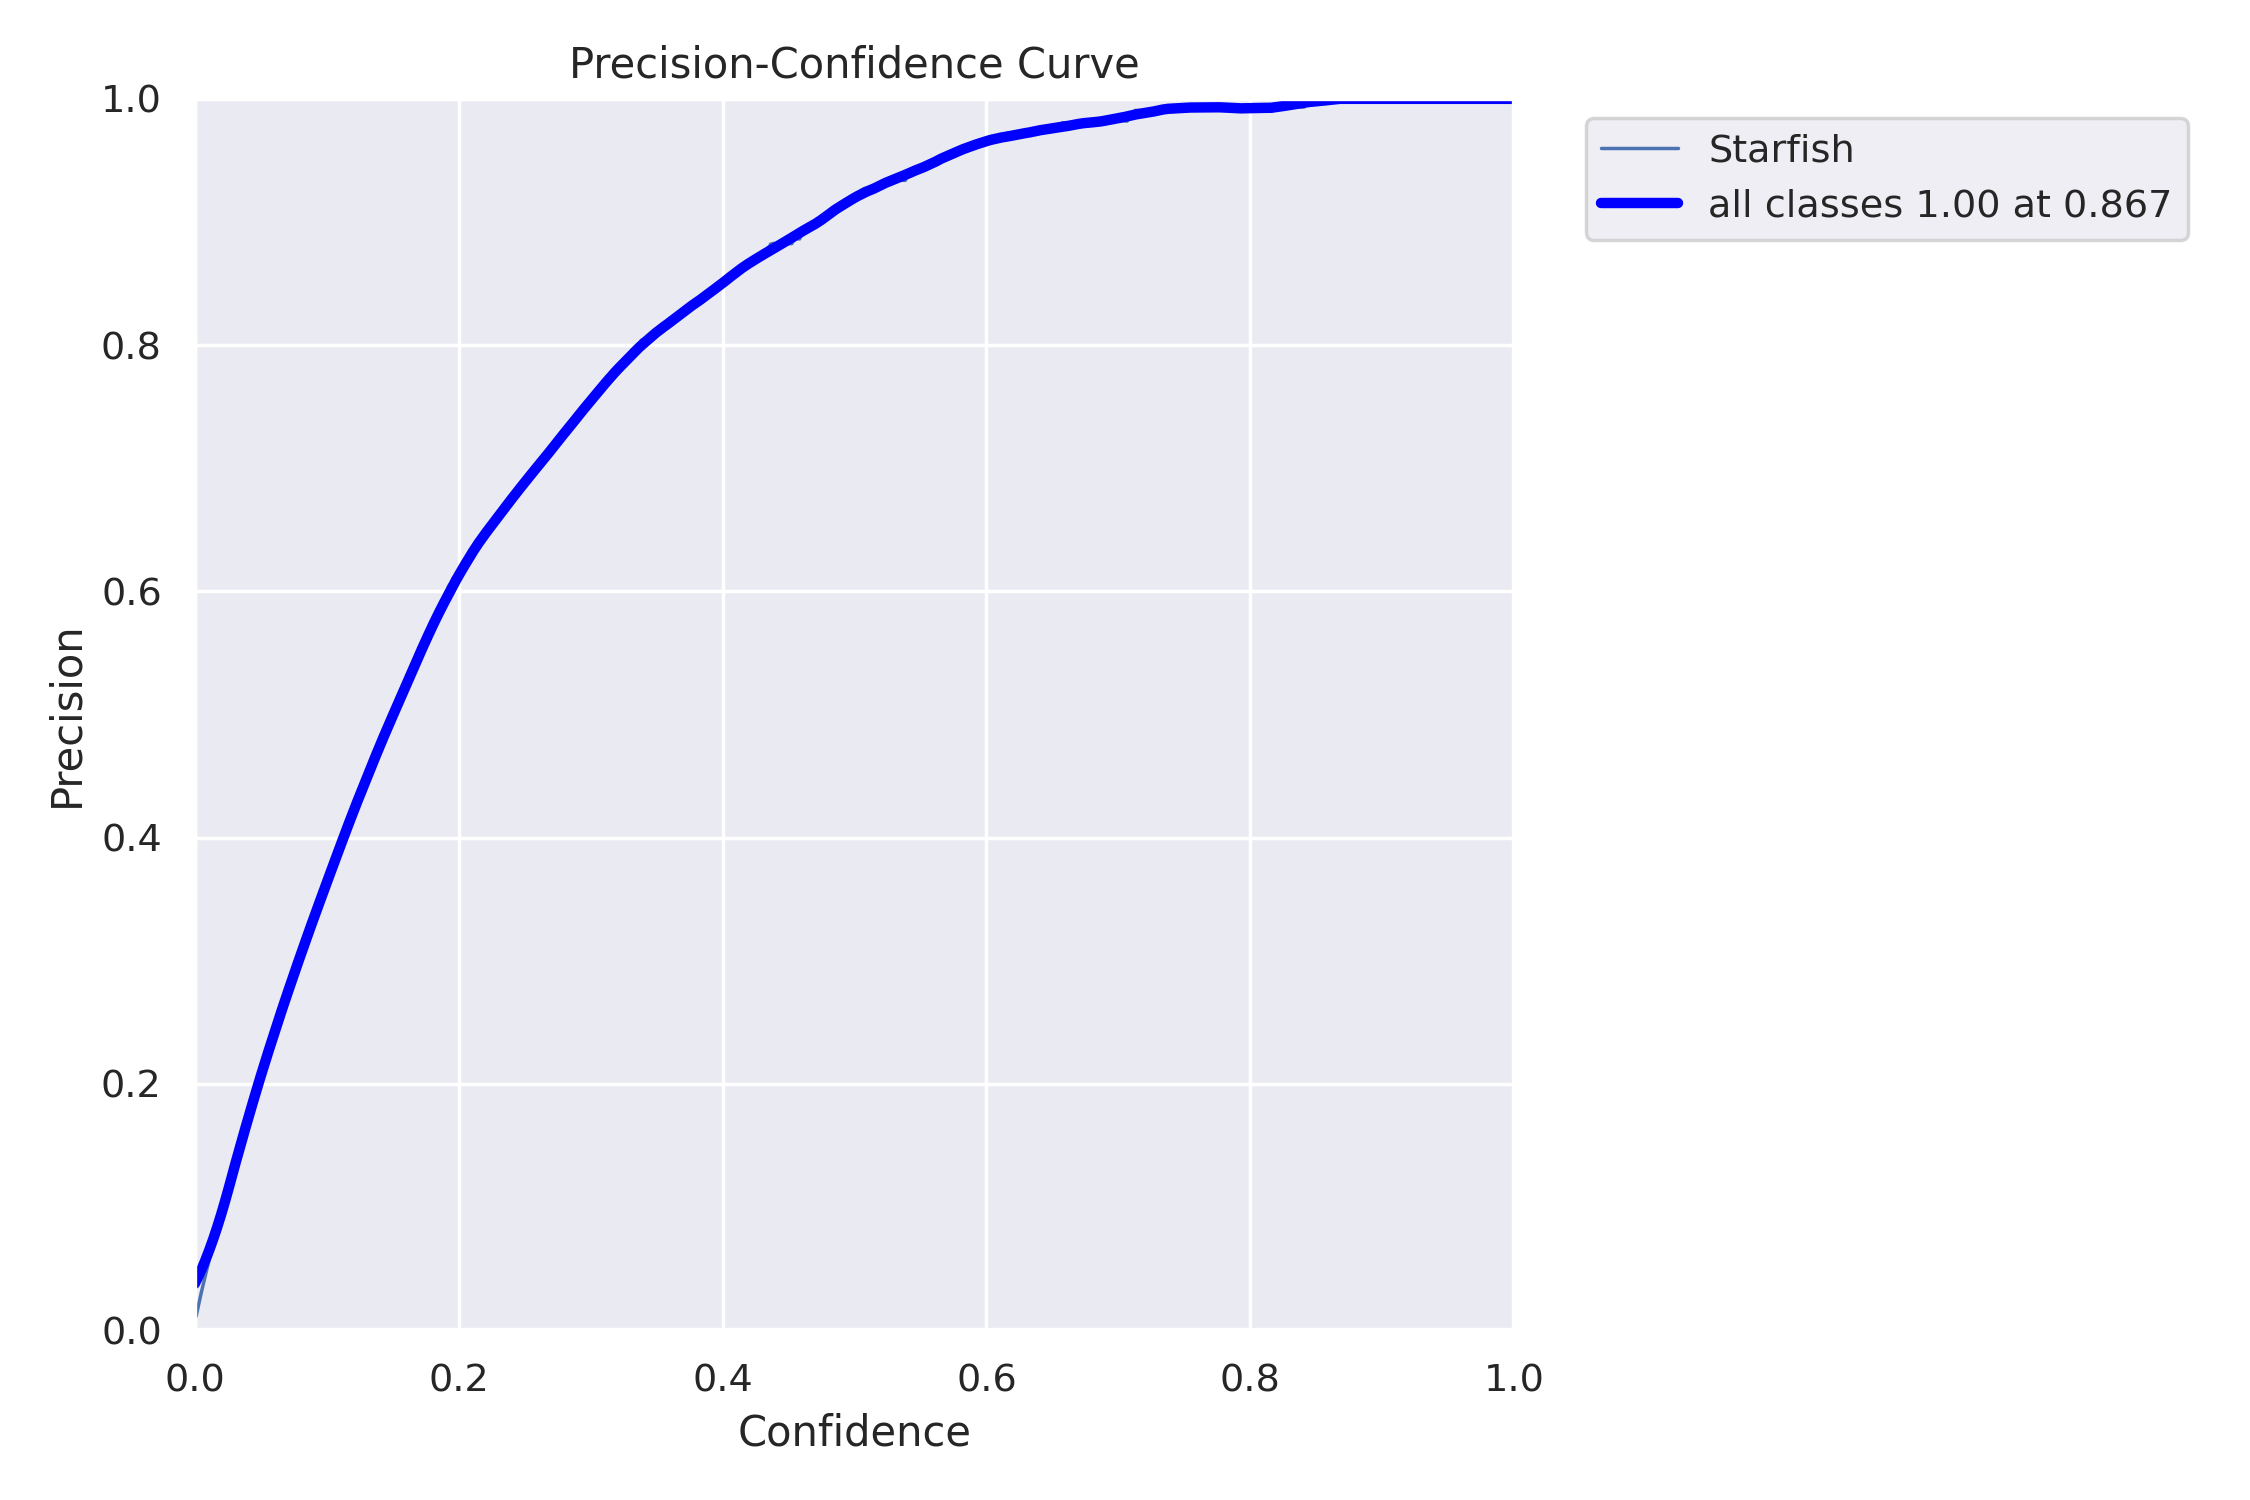 Precision-Confidence Curve
1.0
0.8
0.6
0.4
0.2
0.0
Precision
0.0 0.2 0.4 0.6 0.8 1.0
Confidence
Starfish
all classes 1.00 at 0.867